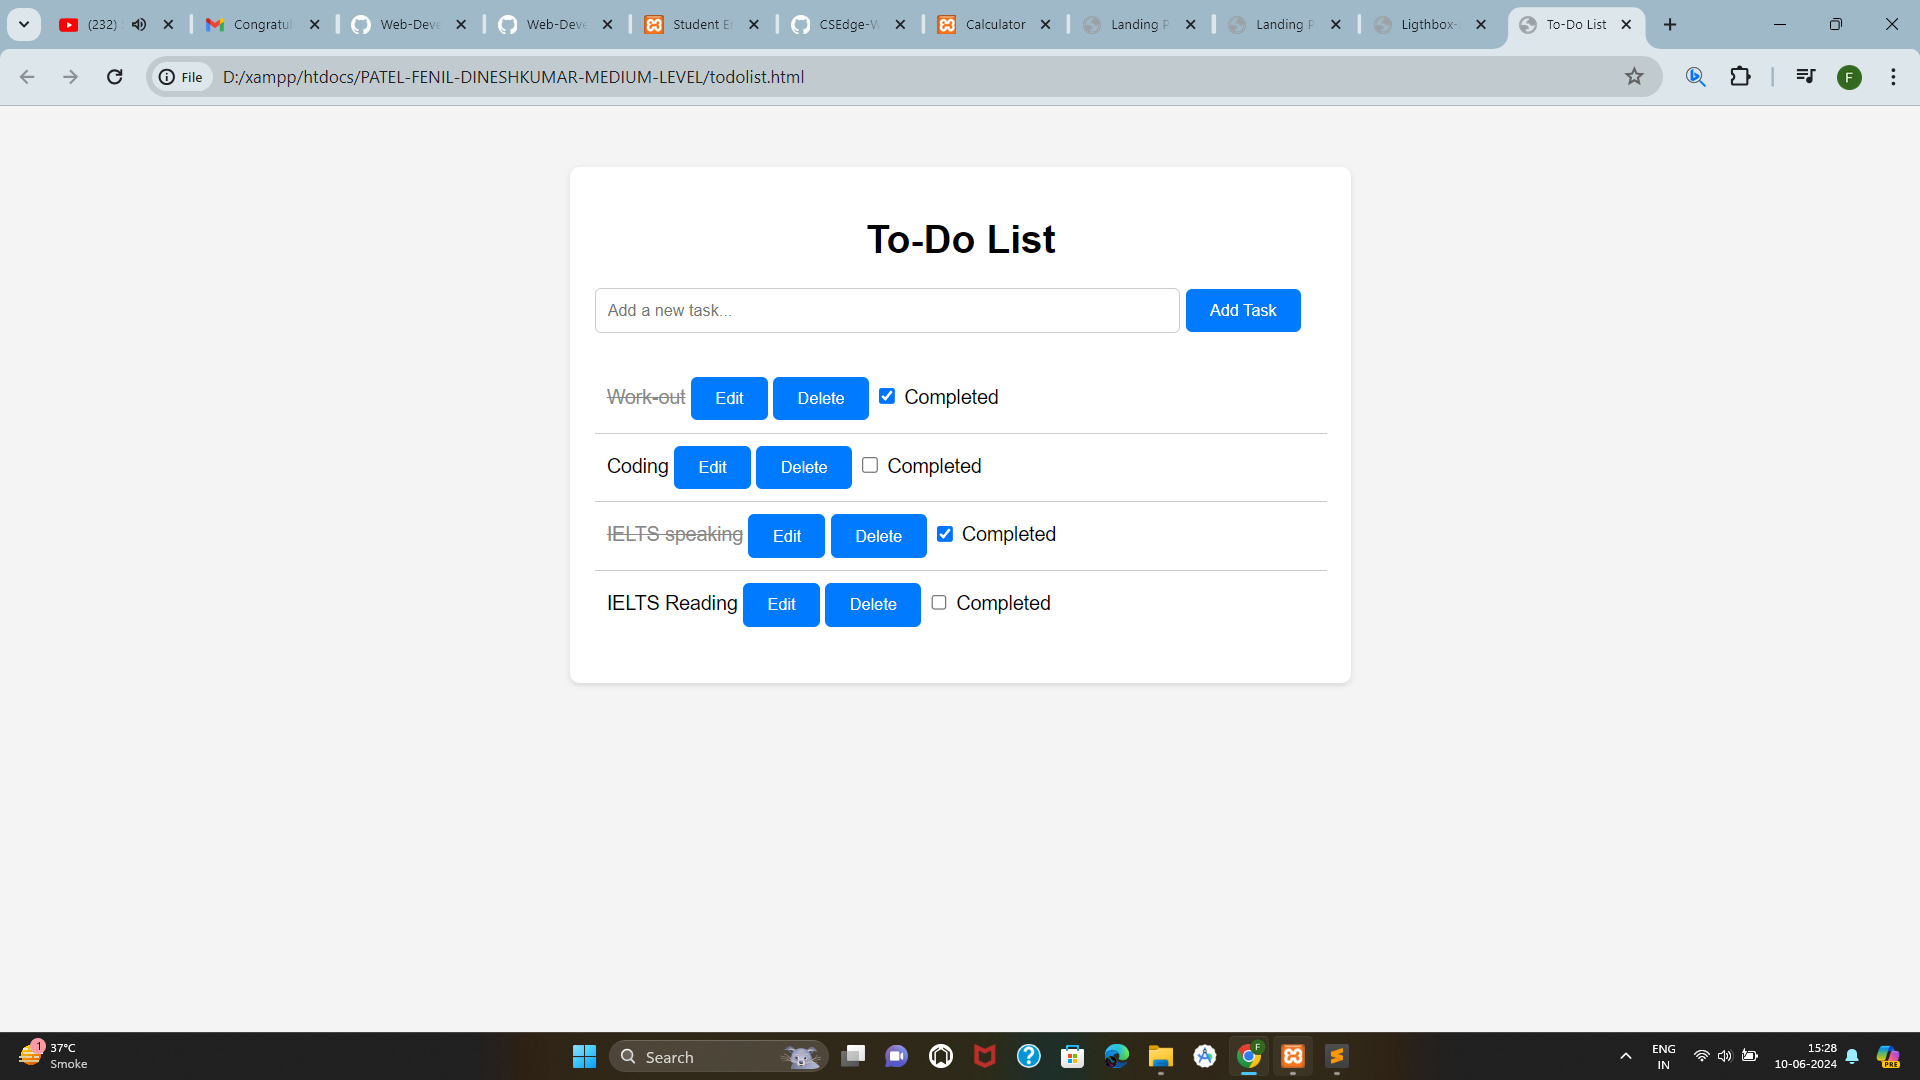 (232)
Congratu
Web-Deve
Web-Deve
Student E
CSEdge-W
Calculator
Landing P
Landing P
Ligthbox-
To-Do List
File
D:/xampp/htdocs/PATEL-FENIL-DINESHKUMAR-MEDIUM-LEVEL/todolist.html
F
To-Do List
Add a new task...
Add Task
Work-out Edit Delete Completed
Coding Edit Delete Completed
IELTS speaking Edit Delete Completed
IELTS Reading Edit Delete Completed
1
37°C
Smoke
Search
F
ENG
IN
15:28
10-06-2024
PRE